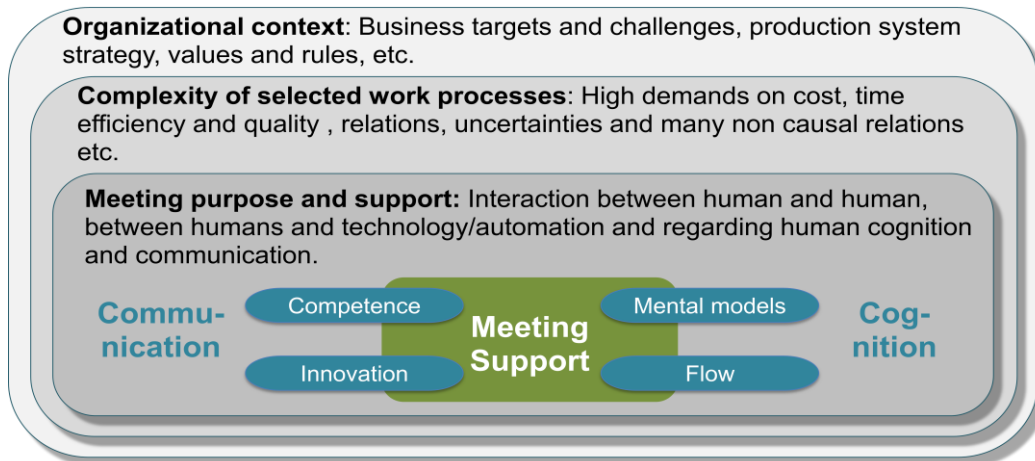 Organizational context: Business targets and challenges, production system
strategy, values and rules, etc.
Complexity of selected work processes: High demands on cost, time
efficiency and quality , relations, uncertainties and many non causal relations
etc.
Meeting purpose and support: Interaction between human and human,
between humans and technology/automation and regarding human cognition
and communication.
Commu-
nication
Competence
Innovation
Meeting
Support
Mental models
Flow
Cog-
nition